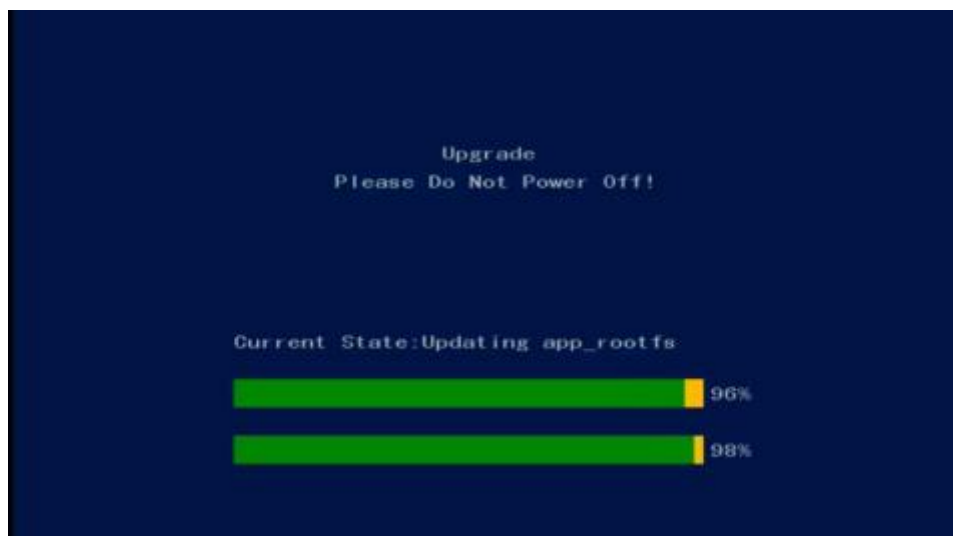 Upgrade
Please Do Not Power Off!
Current State:Updating app_rootfs
96%
98%